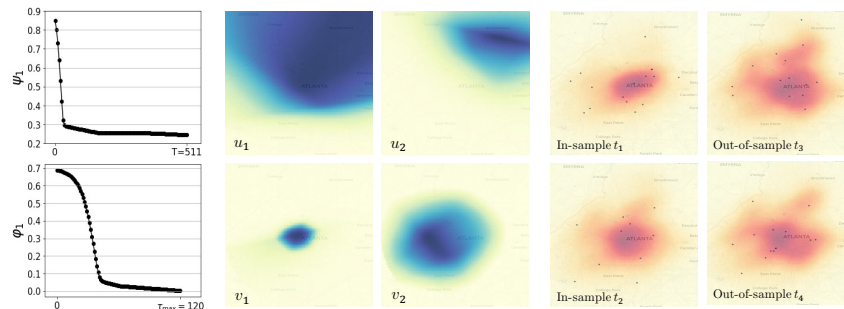 0.9
0.8
0.7
0.6
0.5
0.4
0.3
0.2
ψ1
0
T=511
u1
u2
In-sample t1
Out-of-sample t3
ATLANTA
ATLANTA
ATLANTA
ATLANTA
0.7
0.6
0.5
0.4
0.3
0.2
0.1
0.0
φ1
0
τmax = 120
v1
v2
In-sample t2
Out-of-sample t4
ATLANTA
ATLANTA
ATLANTA
ATLANTA